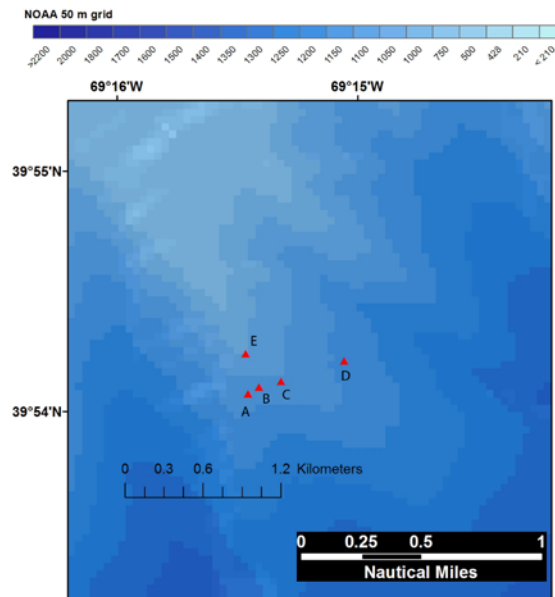 NOAA 50 m grid
>2200 2000 1800 1700 1600 1500 1400 1350 1300 1250 1200 1150 1100 1050 1000 750 428 210 < 210
69°16'W 69°15'W
39°55'N
E
D
C
B
A
39°54'N
0 0.3 0.6 1.2 Kilometers
0 0.25 0.5 1
Nautical Miles